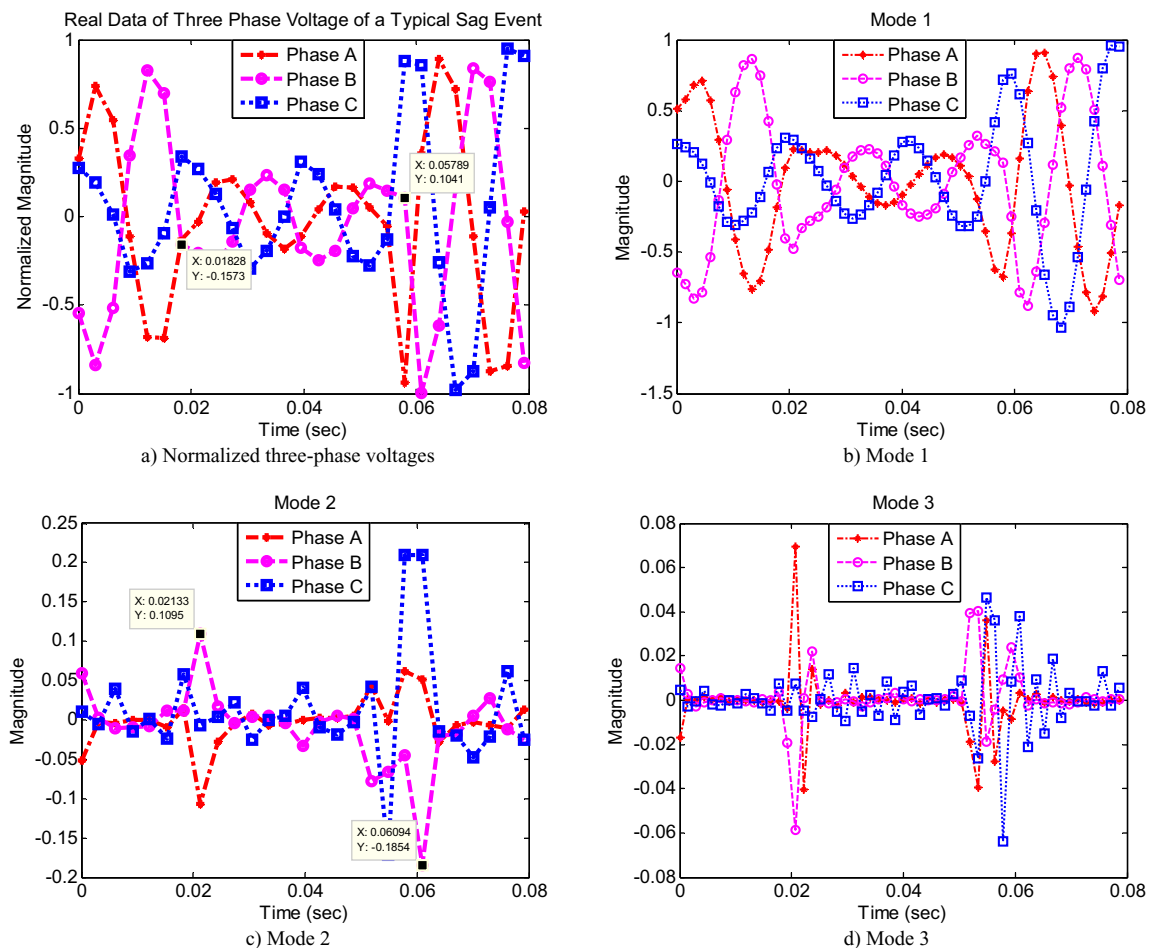 Real Data of Three Phase Voltage of a Typical Sag Event
1
0.5
0
-0.5
-1
Normalized Magnitude
Phase A
Phase B
Phase C
X: 0.05789
Y: 0.1041
X: 0.01828
Y: -0.1573
0 0.02 0.04 0.06 0.08
Time (sec)
a) Normalized three-phase voltages
Mode 1
1
0.5
0
-0.5
-1
-1.5
Magnitude
Phase A
Phase B
Phase C
0 0.02 0.04 0.06 0.08
Time (sec)
b) Mode 1
Mode 2
0.25
0.2
0.15
0.1
0.05
0
-0.05
-0.1
-0.15
-0.2
Magnitude
Phase A
Phase B
Phase C
X: 0.02133
Y: 0.1095
X: 0.06094
Y: -0.1854
0 0.02 0.04 0.06 0.08
Time (sec)
c) Mode 2
Mode 3
0.08
0.06
0.04
0.02
0
-0.02
-0.04
-0.06
-0.08
Magnitude
Phase A
Phase B
Phase C
0 0.02 0.04 0.06 0.08
Time (sec)
d) Mode 3